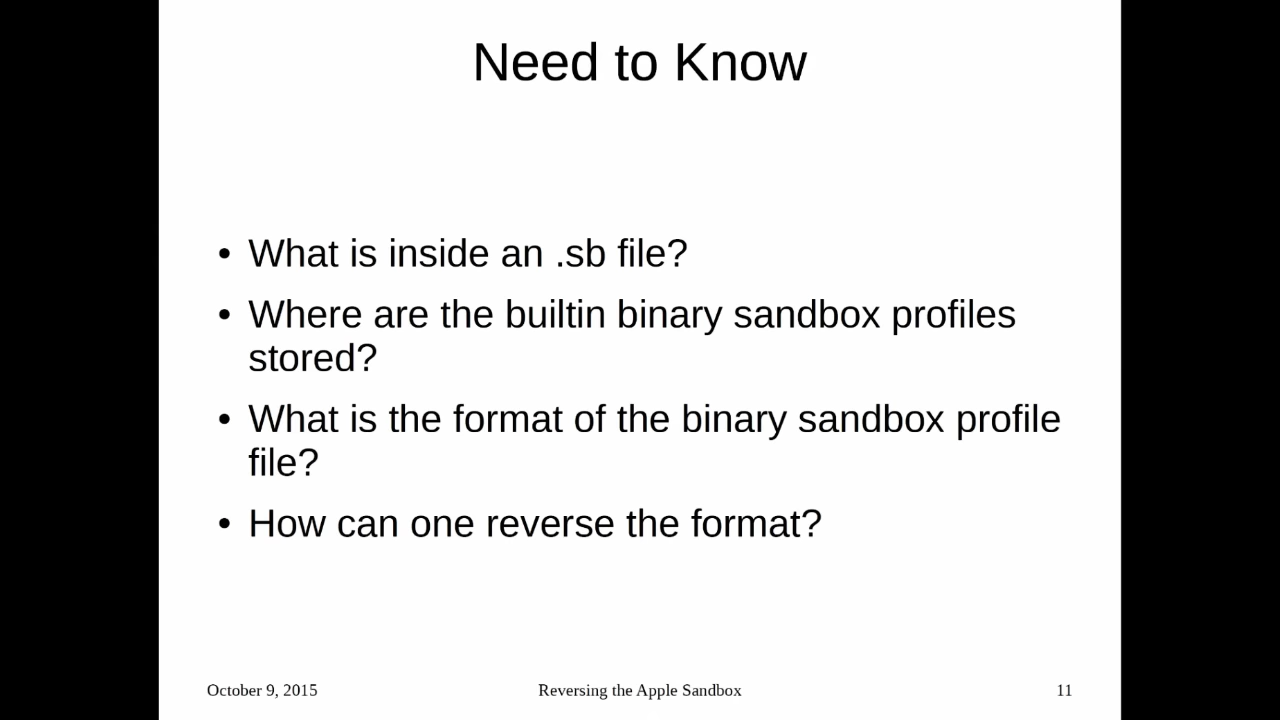 Need to Know
• What is inside an .sb file?
• Where are the builtin binary sandbox profiles
stored?
• What is the format of the binary sandbox profile
file?
• How can one reverse the format?
October 9, 2015
Reversing the Apple Sandbox
11